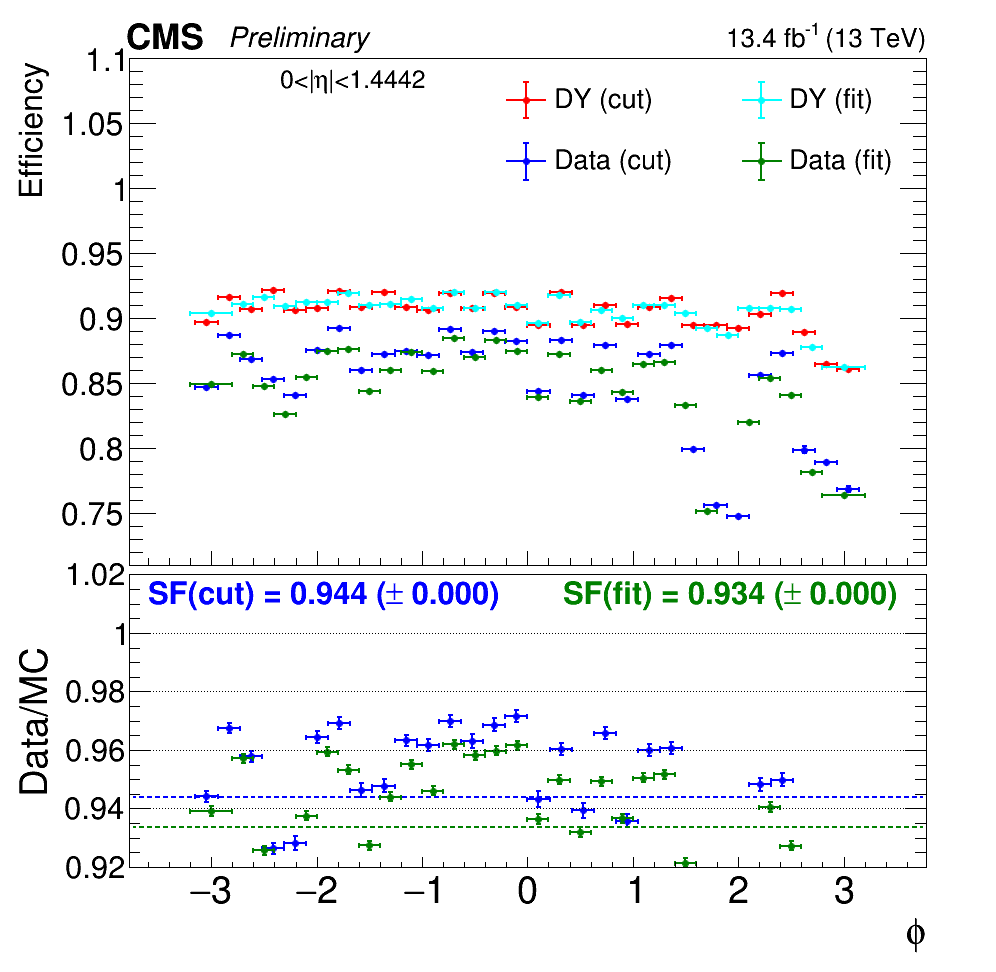 CMS Preliminary 13.4 fb-1 (13 TeV)
0<|η|<1.4442
DY (cut) DY (fit)
Data (cut) Data (fit)
Efficiency
1.1
1.05
1
0.95
0.9
0.85
0.8
0.75
SF(cut) = 0.944 (± 0.000) SF(fit) = 0.934 (± 0.000)
Data/MC
1.02
1
0.98
0.96
0.94
0.92
−3 −2 −1 0 1 2 3
ϕ